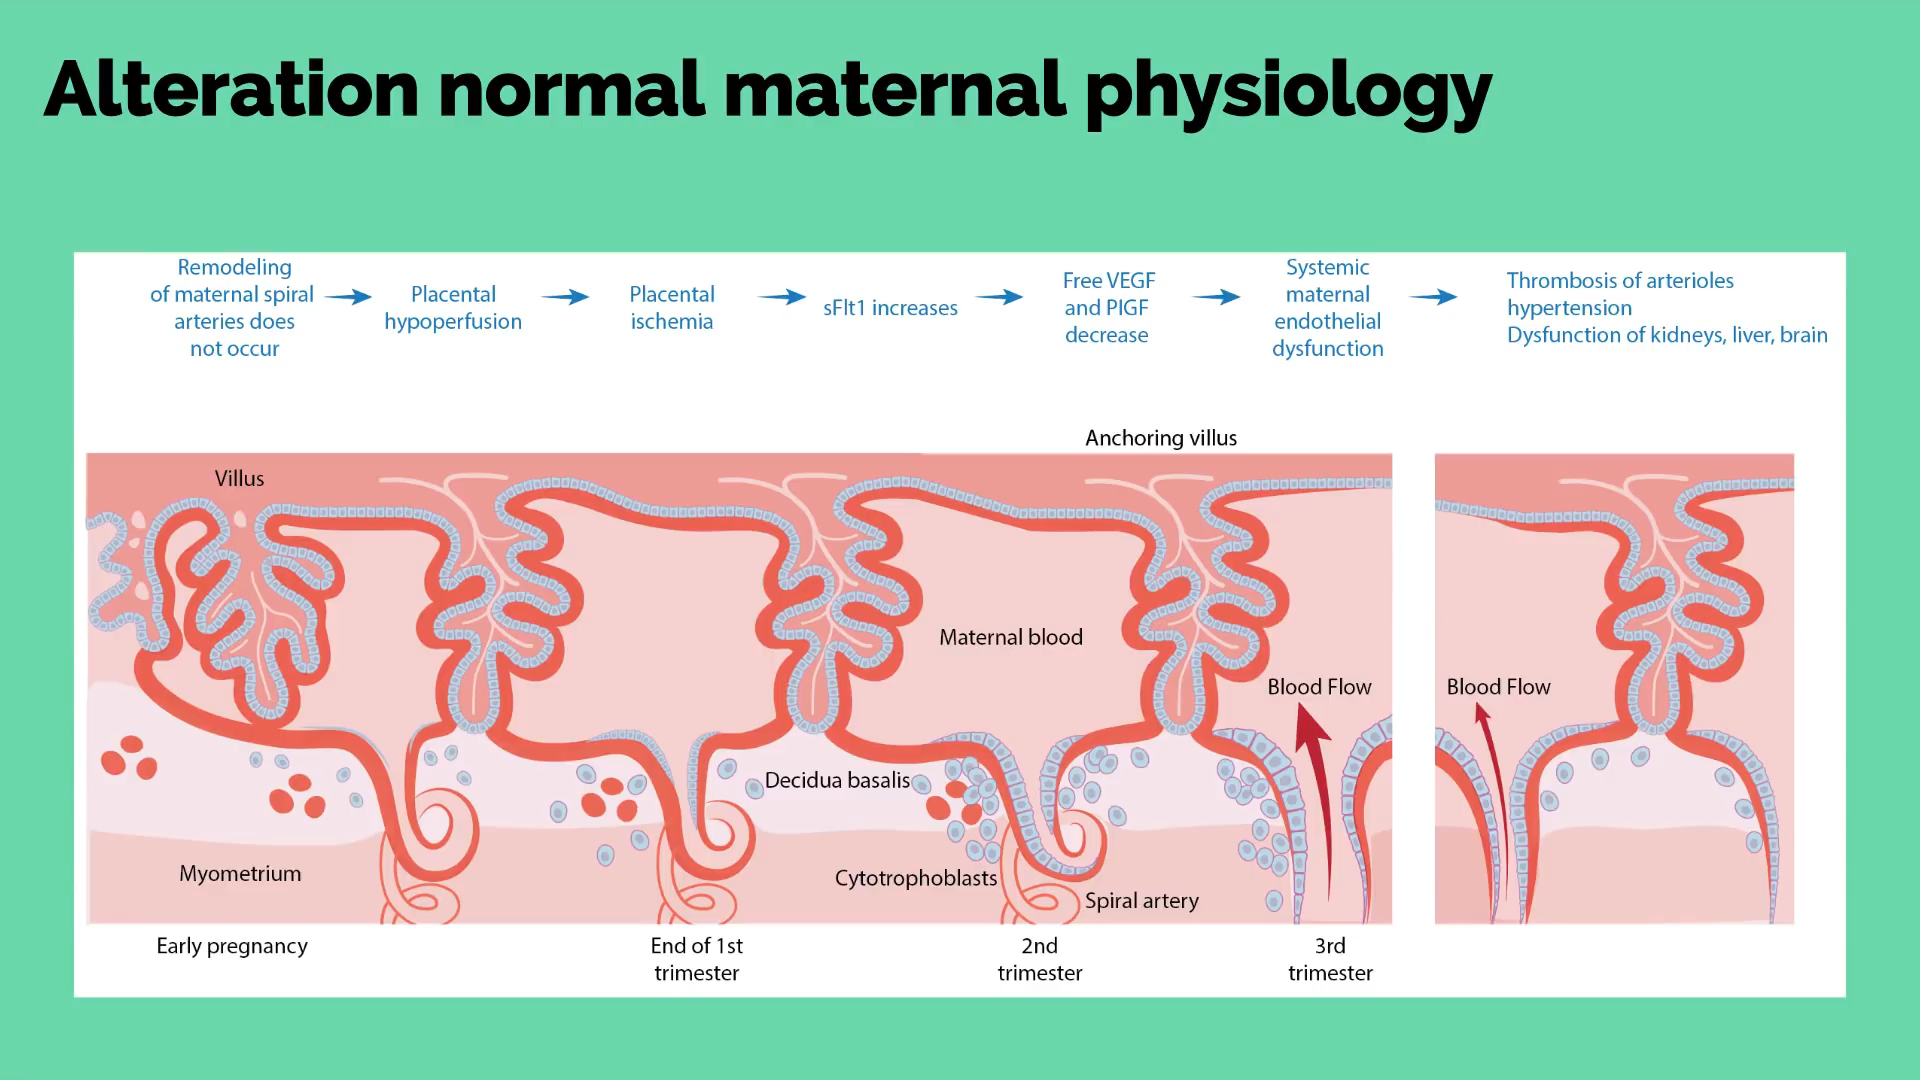 Alteration normal maternal physiology
Remodeling
of maternal spiral
arteries does
not occur
Placental
hypoperfusion
Placental
ischemia
sFlt1 increases
Free VEGF
and PlGF
decrease
Systemic
maternal
endothelial
dysfunction
Thrombosis of arterioles
hypertension
Dysfunction of kidneys, liver, brain
Anchoring villus
Villus
Maternal blood
Blood Flow
Blood Flow
Decidua basalis
Myometrium
Cytotrophoblasts
Spiral artery
Early pregnancy
End of 1st
trimester
2nd
trimester
3rd
trimester